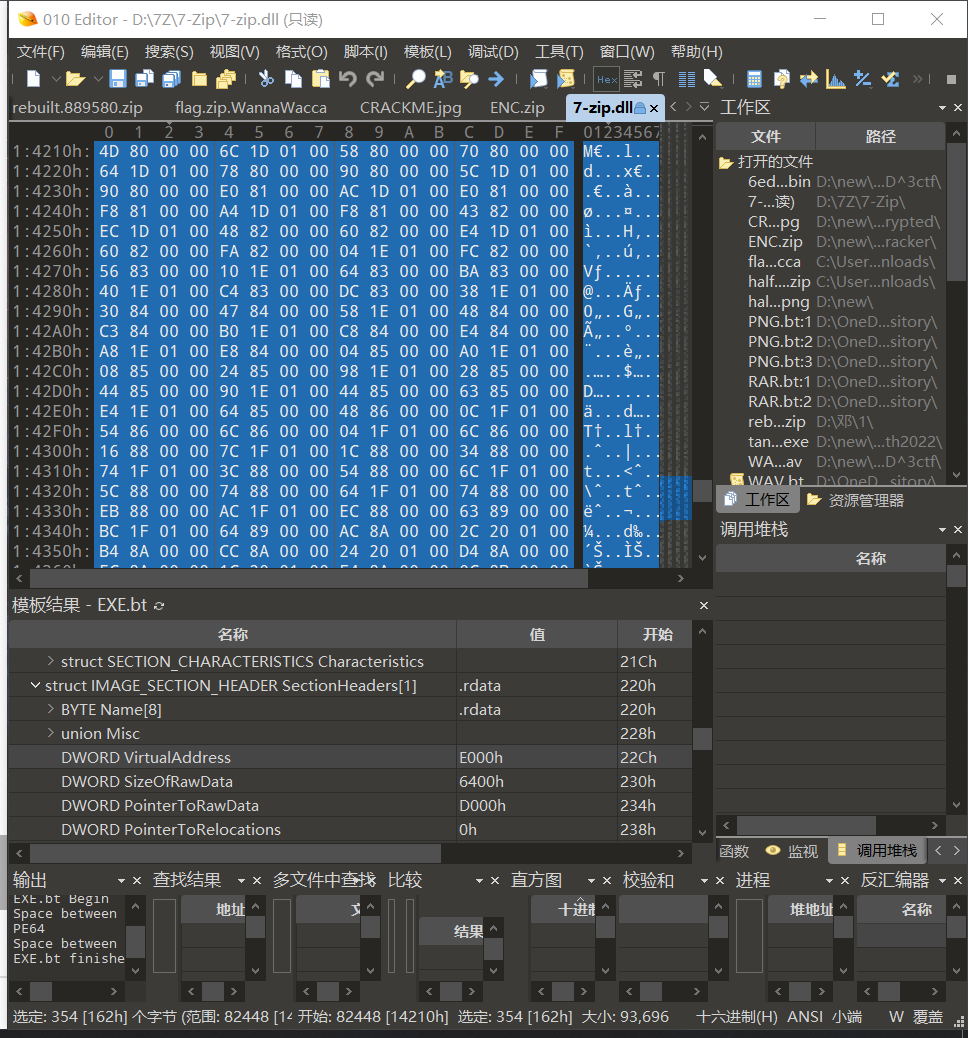 010 Editor - D:\7Z\7-Zip\7-zip.dll (只读)
文件(F) 编辑(E) 搜索(S) 视图(V) 格式(O) 脚本(I) 模板(L) 调试(D) 工具(T) 窗口(W) 帮助(H)
Hex
rebuilt.889580.zip flag.zip.WannaWacca CRACKME.jpg ENC.zip 7-zip.dll
0 1 2 3 4 5 6 7 8 9 A B C D E F 01234567
1:4210h: 4D 80 00 00 6C 1D 01 00 58 80 00 00 70 80 00 00 M€..l...
1:4220h: 64 1D 01 00 78 80 00 00 90 80 00 00 5C 1D 01 00 d...x€..
1:4230h: 90 80 00 00 E0 81 00 00 AC 1D 01 00 E0 81 00 00 .€..à...
1:4240h: F8 81 00 00 A4 1D 01 00 F8 81 00 00 43 82 00 00 ø...¤...
1:4250h: EC 1D 01 00 48 82 00 00 60 82 00 00 E4 1D 01 00 ì...H‚..
1:4260h: 60 82 00 00 FA 82 00 00 04 1E 01 00 FC 82 00 00 `‚..ú‚..
1:4270h: 56 83 00 00 10 1E 01 00 64 83 00 00 BA 83 00 00 Vƒ......
1:4280h: 40 1E 01 00 C4 83 00 00 DC 83 00 00 38 1E 01 00 @...Äƒ..
1:4290h: 30 84 00 00 47 84 00 00 58 1E 01 00 48 84 00 00 0„..G„..
1:42A0h: C3 84 00 00 B0 1E 01 00 C8 84 00 00 E4 84 00 00 Ã„..°...
1:42B0h: A8 1E 01 00 E8 84 00 00 04 85 00 00 A0 1E 01 00 ¨...è„..
1:42C0h: 08 85 00 00 24 85 00 00 98 1E 01 00 28 85 00 00 .…..$…..
1:42D0h: 44 85 00 00 90 1E 01 00 44 85 00 00 63 85 00 00 D…......
1:42E0h: E4 1E 01 00 64 85 00 00 48 86 00 00 0C 1F 01 00 ä...d…..
1:42F0h: 54 86 00 00 6C 86 00 00 04 1F 01 00 6C 86 00 00 T†..l†..
1:4300h: 16 88 00 00 7C 1F 01 00 1C 88 00 00 34 88 00 00 .ˆ..|...
1:4310h: 74 1F 01 00 3C 88 00 00 54 88 00 00 6C 1F 01 00 t...<ˆ..
1:4320h: 5C 88 00 00 74 88 00 00 64 1F 01 00 74 88 00 00 \ˆ..tˆ..
1:4330h: EB 88 00 00 AC 1F 01 00 EC 88 00 00 63 89 00 00 ëˆ..¬...
1:4340h: BC 1F 01 00 64 89 00 00 AC 8A 00 00 2C 20 01 00 ¼...d‰..
1:4350h: B4 8A 00 00 CC 8A 00 00 24 20 01 00 D4 8A 00 00 ´Š..ÌŠ..
工作区
文件 路径
打开的文件
6ed...bin D:\new\...D^3ctf\
7-...读) D:\7Z\7-Zip\
CR...pg D:\new\...rypted\
ENC.zip D:\new\...racker\
fla...cca C:\User...nloads\
half....zip C:\User...nloads\
hal...png D:\new\
PNG.bt:1 D:\OneD...sitory\
PNG.bt:2 D:\OneD...sitory\
PNG.bt:3 D:\OneD...sitory\
RAR.bt:1 D:\OneD...sitory\
RAR.bt:2 D:\OneD...sitory\
reb...zip D:\邓\1\
tan...exe D:\new\...th2022\
WA...av D:\new\...D^3ctf\
WAV.bt D:\OneD...sitory\
工作区 资源管理器
调用堆栈
名称
函数 监视 调用堆栈
模板结果 - EXE.bt
名称 值 开始
struct SECTION_CHARACTERISTICS Characteristics 21Ch
struct IMAGE_SECTION_HEADER SectionHeaders[1] .rdata 220h
BYTE Name[8] .rdata 220h
union Misc 228h
DWORD VirtualAddress E000h 22Ch
DWORD SizeOfRawData 6400h 230h
DWORD PointerToRawData D000h 234h
DWORD PointerToRelocations 0h 238h
输出 查找结果 多文件中查找 比较 直方图 校验和 进程 反汇编器
EXE.bt Begin
Space between
PE64
Space between
EXE.bt finishe
地址 文 结果 十进制 堆地址 名称
选定: 354 [162h] 个字节 (范围: 82448 [14 开始: 82448 [14210h] 选定: 354 [162h] 大小: 93,696 十六进制(H) ANSI 小端 W 覆盖